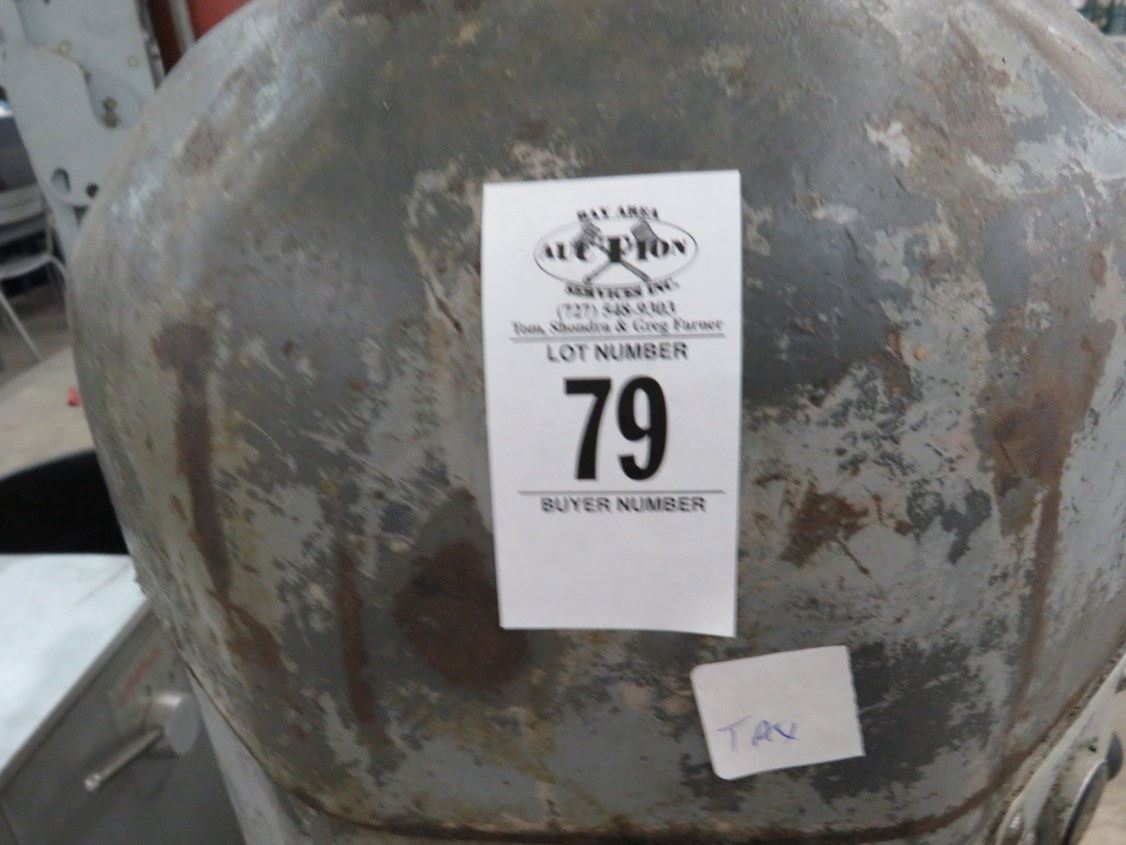 BAY AREA
AUCTION
SERVICES INC.
(727) 548-9303
Tom, Shondra & Greg Farner
LOT NUMBER
79
BUYER NUMBER
TAX